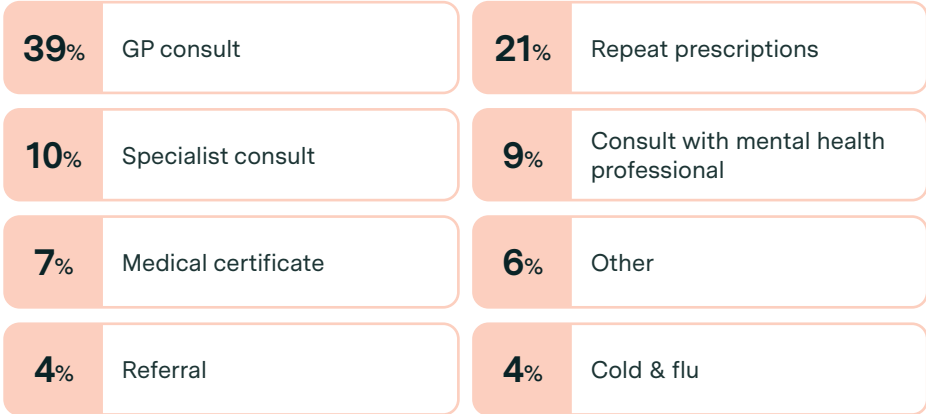 39% GP consult
21% Repeat prescriptions
10% Specialist consult
9% Consult with mental health
professional
7% Medical certificate
6% Other
4% Referral
4% Cold & flu